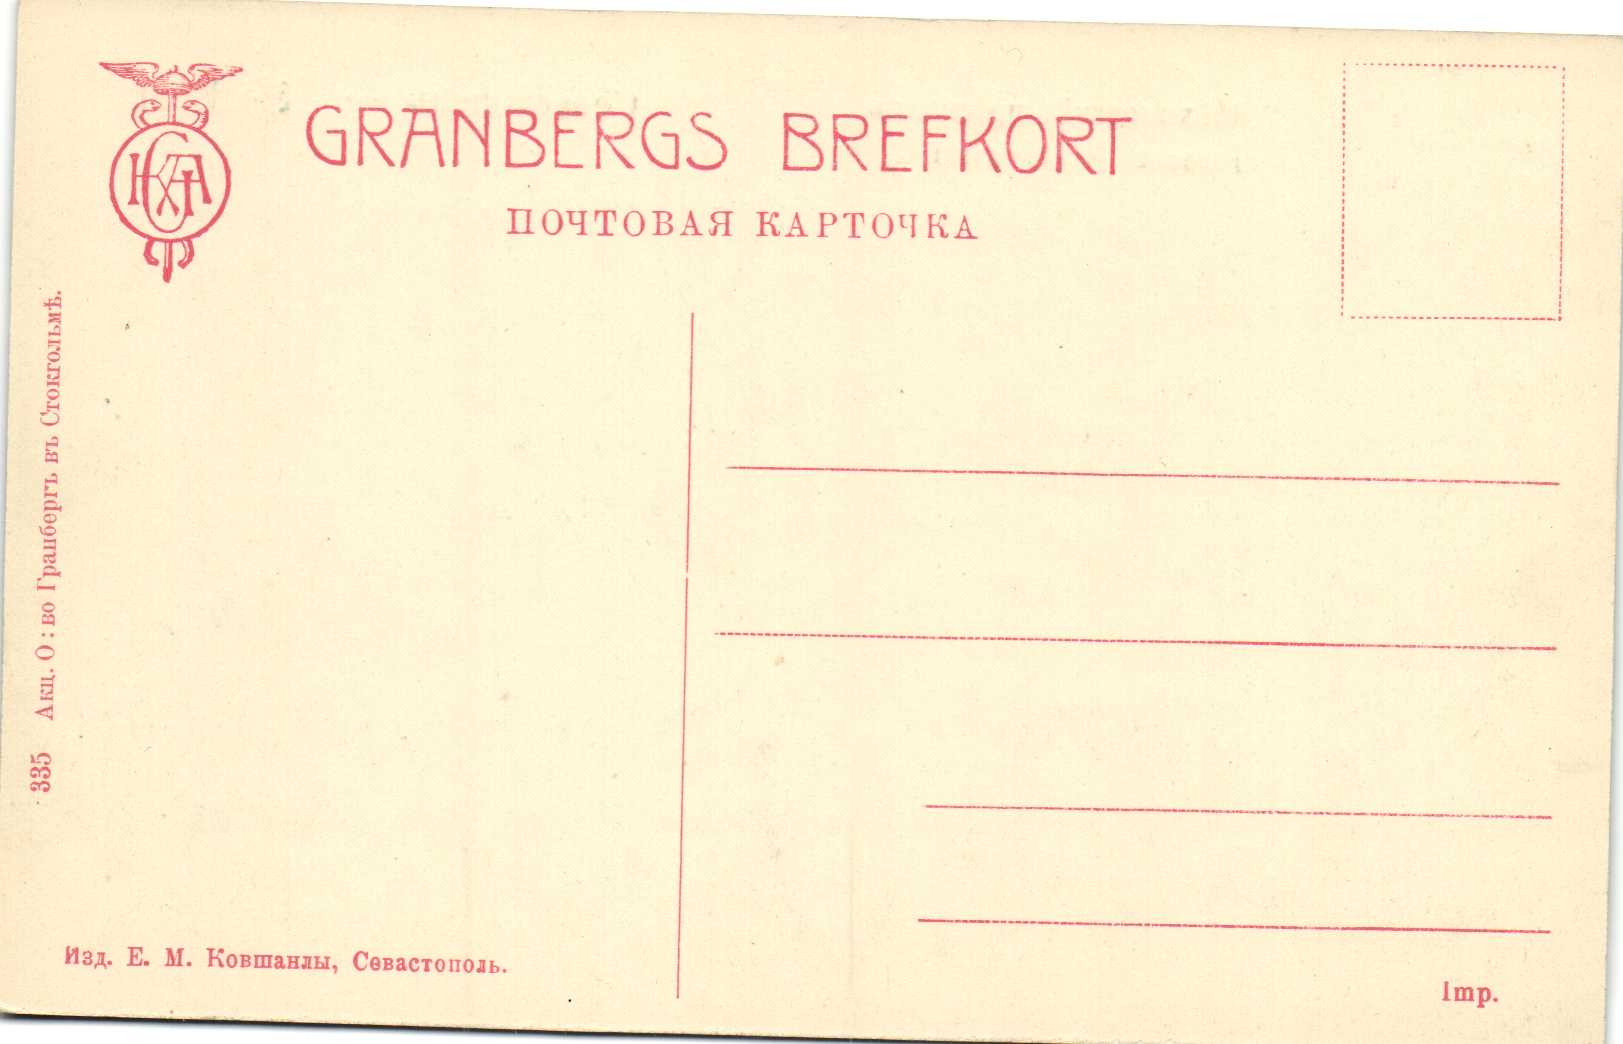 GRANBERGS BREFKORT
ПОЧТОВАЯ КАРТОЧКА
335 Акц. О: во Гранбергъ въ Стокгольмѣ.
Изд. Е. М. Ковшанлы, Севастополь.
Imp.